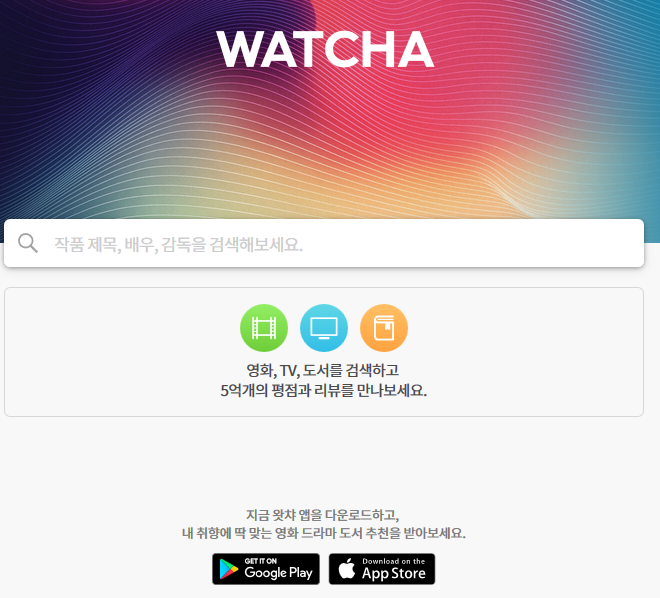 WATCHA
작품 제목, 배우, 감독을 검색해보세요.
영화, TV, 도서를 검색하고
5억개의 평점과 리뷰를 만나보세요.
지금 왓챠 앱을 다운로드하고,
내 취향에 딱 맞는 영화 드라마 도서 추천을 받아보세요.
GET IT ON
Google Play
Download on the
App Store